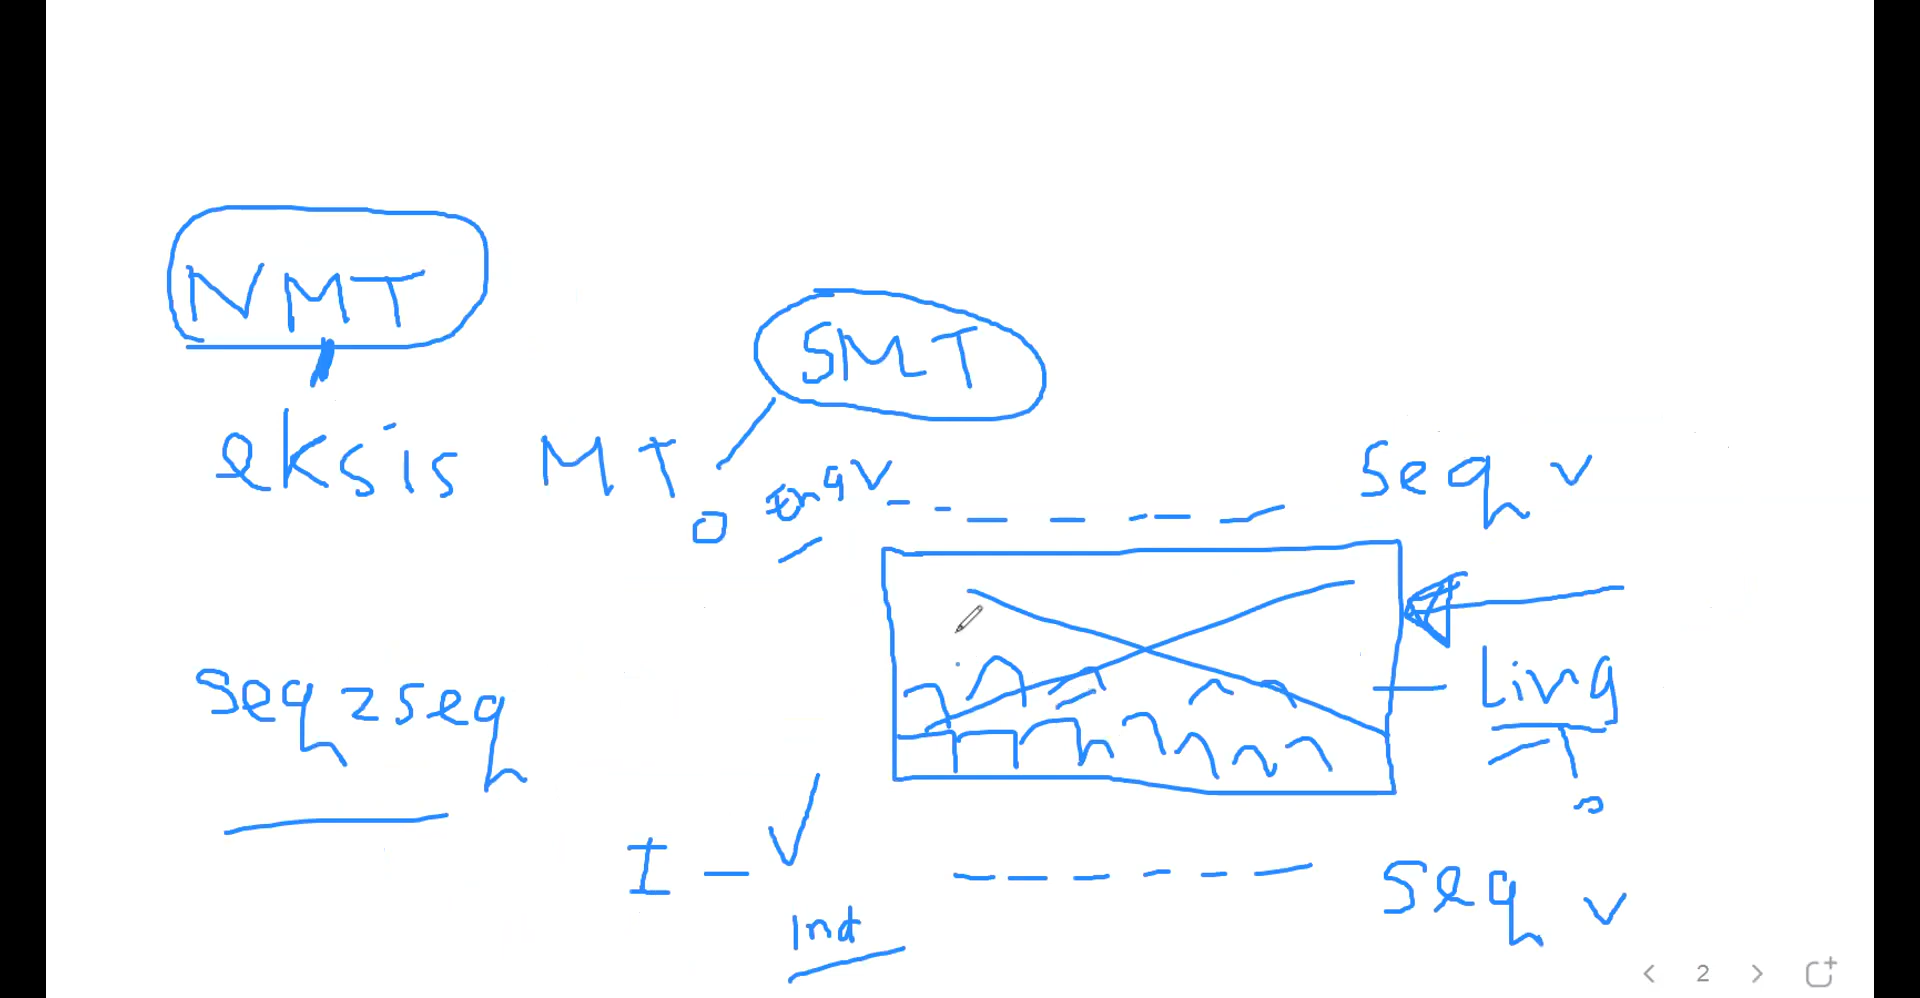 NMT
SMT
eksis MT
Eng V
Seq v
Ling
seq2seq
I
Ind
Seq v
2